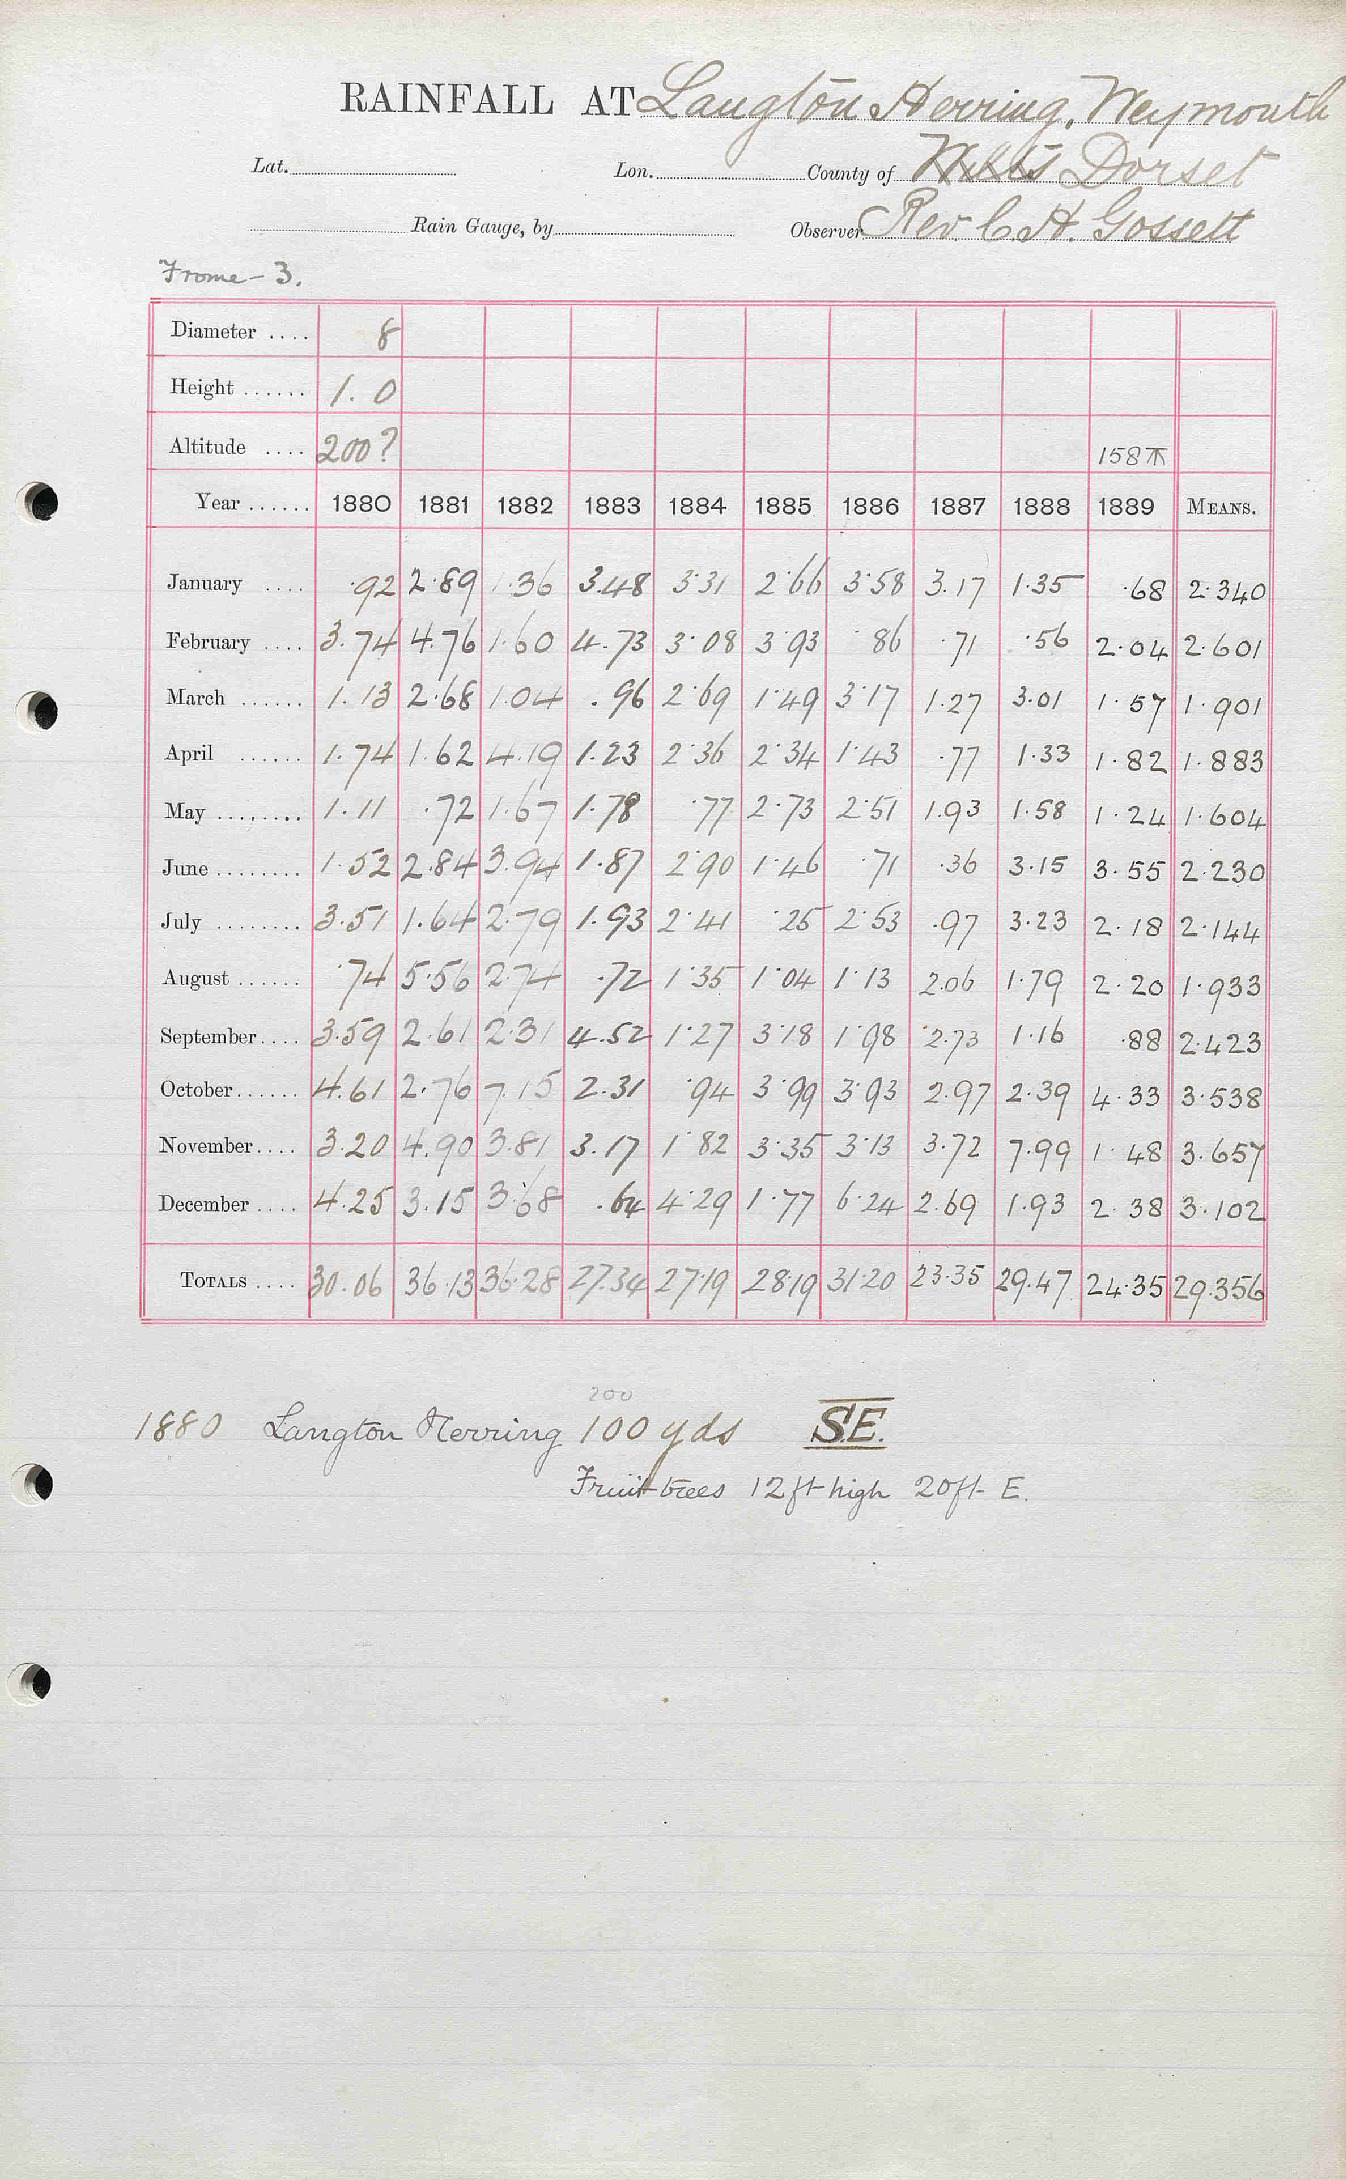 RAINFALL AT Langton Herring, Weymouth
Lat. Lon. County of Wilts Dorset
Rain Gauge, by Observer Rev. C. H. Gossett
Frome - 3.
Diameter .... 8
Height ...... 1. 0
Altitude .... 200? 158
Year ...... 1880 1881 1882 1883 1884 1885 1886 1887 1888 1889 MEANS.
January .... ·92 2·89 1·36 3.48 3·31 2·66 3·58 3.17 1.35 ·68 2·340
February .... 3.74 4.76 1.60 4.73 3·08 3·93 ·86 ·71 ·56 2·04 2·601
March ...... 1.13 2·68 1.04 .96 2·69 1·49 3·17 1.27 3.01 1·57 1·901
April ...... 1.74 1.62 4.19 1.23 2·36 2·34 1·43 ·77 1.33 1·82 1·883
May ........ 1.11 ·72 1.67 1.78 ·77 2·73 2·51 1.93 1.58 1·24 1·604
June ........ 1.52 2.84 3.94 1.87 2·90 1·46 ·71 ·36 3.15 3·55 2·230
July ........ 3.51 1.64 2.79 1.93 2·41 ·25 2·53 .97 3.23 2·18 2·144
August ...... ·74 5.56 2.74 .72 1·35 1·04 1·13 2.06 1.79 2·20 1·933
September.... 3.59 2.61 2.31 4.52 1·27 3·18 1·98 2.73 1.16 ·88 2·423
October...... 4.61 2.76 7.15 2.31 ·94 3·99 3·93 2.97 2.39 4·33 3·538
November.... 3.20 4.90 3.81 3.17 1·82 3·35 3·13 3.72 7.99 1·48 3·657
December .... 4.25 3.15 3.68 .64 4·29 1·77 6·24 2.69 1.93 2·38 3·102
TOTALS .... 30.06 36.13 36.28 27.34 27·19 28·19 31·20 23.35 29.47 24·35 29·356
200
1880 Langton Herring 100 yds S.E.
Fruit trees 12 ft high 20 ft E.